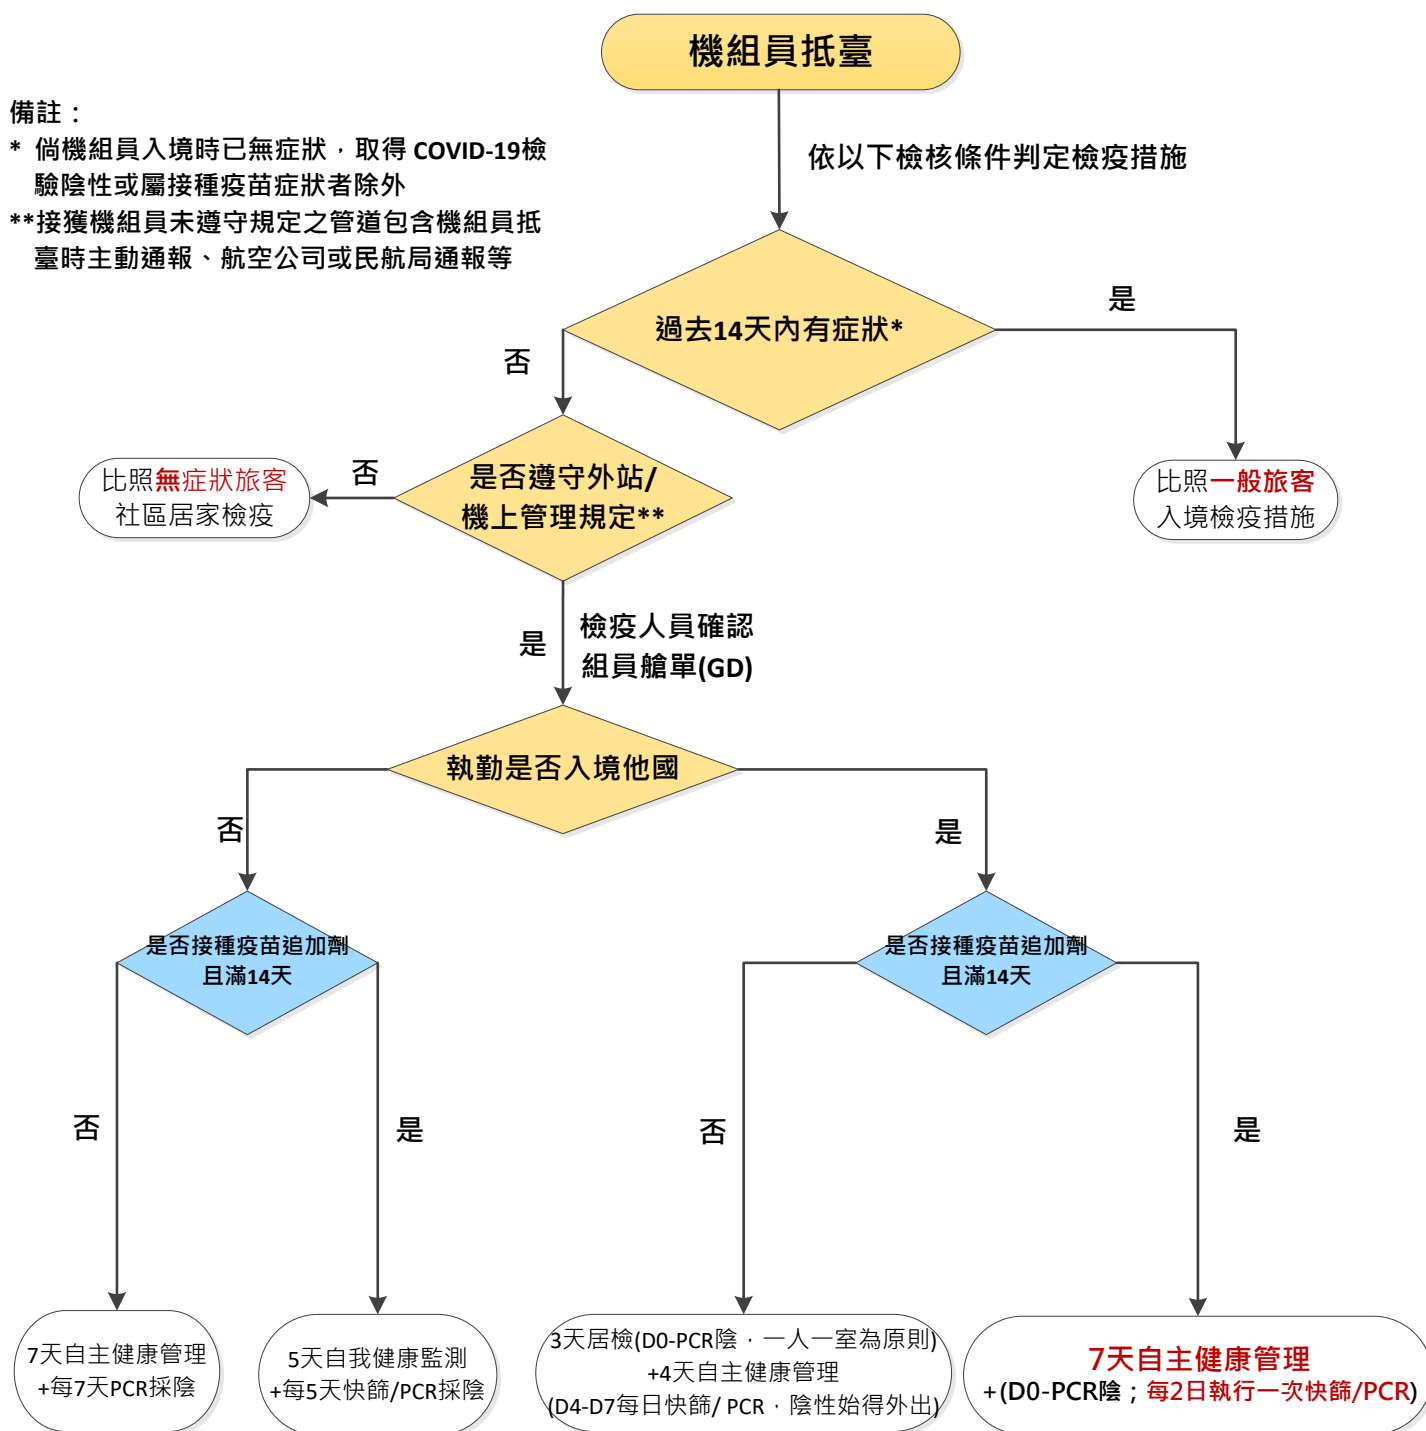 機組員抵臺
備註：
* 倘機組員入境時已無症狀，取得 COVID-19檢
驗陰性或屬接種疫苗症狀者除外
**接獲機組員未遵守規定之管道包含機組員抵
臺時主動通報、航空公司或民航局通報等
依以下檢核條件判定檢疫措施
過去14天內有症狀*
是
否
是否遵守外站/
機上管理規定**
否
比照無症狀旅客
社區居家檢疫
比照一般旅客
入境檢疫措施
是
檢疫人員確認
組員艙單(GD)
執勤是否入境他國
否
是
是否接種疫苗追加劑
且滿14天
是否接種疫苗追加劑
且滿14天
否
是
否
是
7天自主健康管理
+每7天PCR採陰
5天自我健康監測
+每5天快篩/PCR採陰
3天居檢(D0-PCR陰，一人一室為原則)
+4天自主健康管理
(D4-D7每日快篩/ PCR，陰性始得外出)
7天自主健康管理
+(D0-PCR陰；每2日執行一次快篩/PCR)